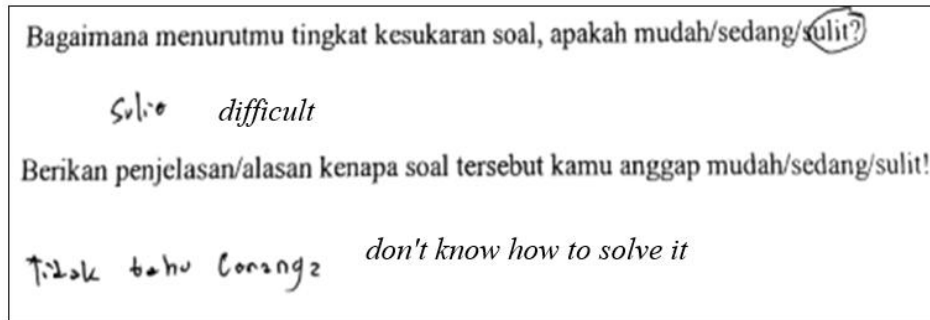 Bagaimana menurutmu tingkat kesukaran soal, apakah mudah/sedang/sulit?
Sulit difficult
Berikan penjelasan/alasan kenapa soal tersebut kamu anggap mudah/sedang/sulit!
Tidak tahu Caranya don't know how to solve it